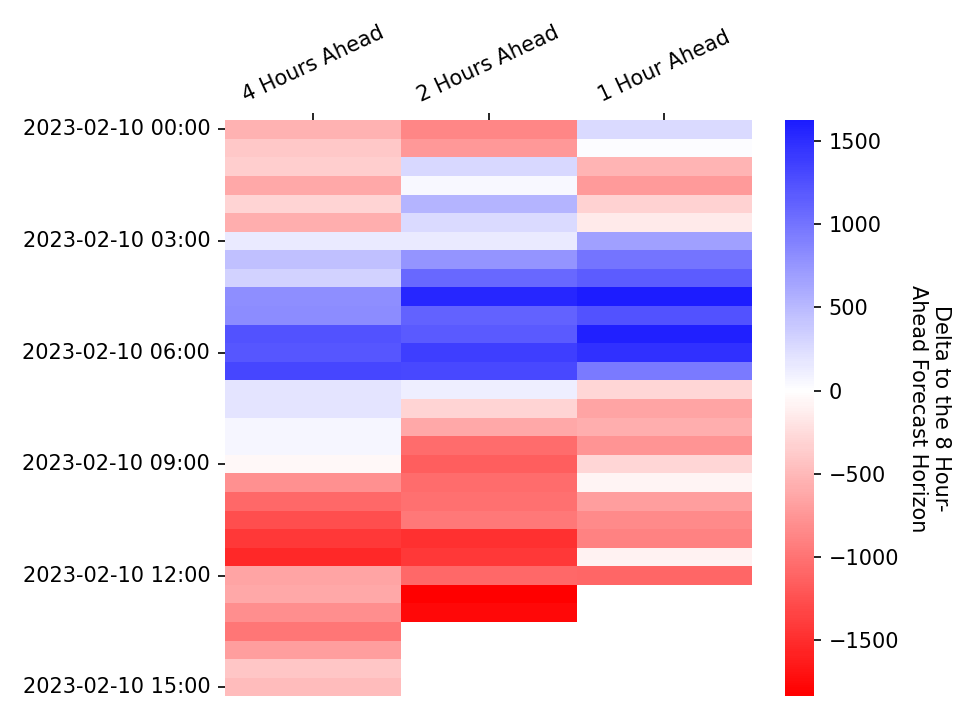 4 Hours Ahead
2 Hours Ahead
1 Hour Ahead
2023-02-10 00:00
2023-02-10 03:00
2023-02-10 06:00
2023-02-10 09:00
2023-02-10 12:00
2023-02-10 15:00
1500
1000
500
0
−500
−1000
−1500
Delta to the 8 Hour-
Ahead Forecast Horizon